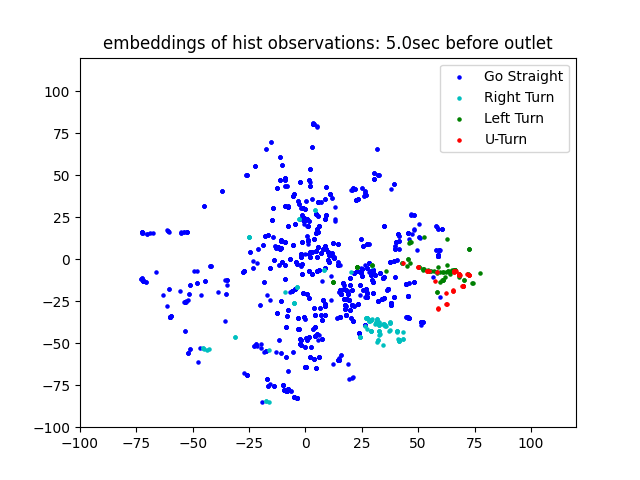 embeddings of hist observations: 5.0sec before outlet
Go Straight
Right Turn
Left Turn
U-Turn
100
75
50
25
0
−25
−50
−75
−100
−100 −75 −50 −25 0 25 50 75 100